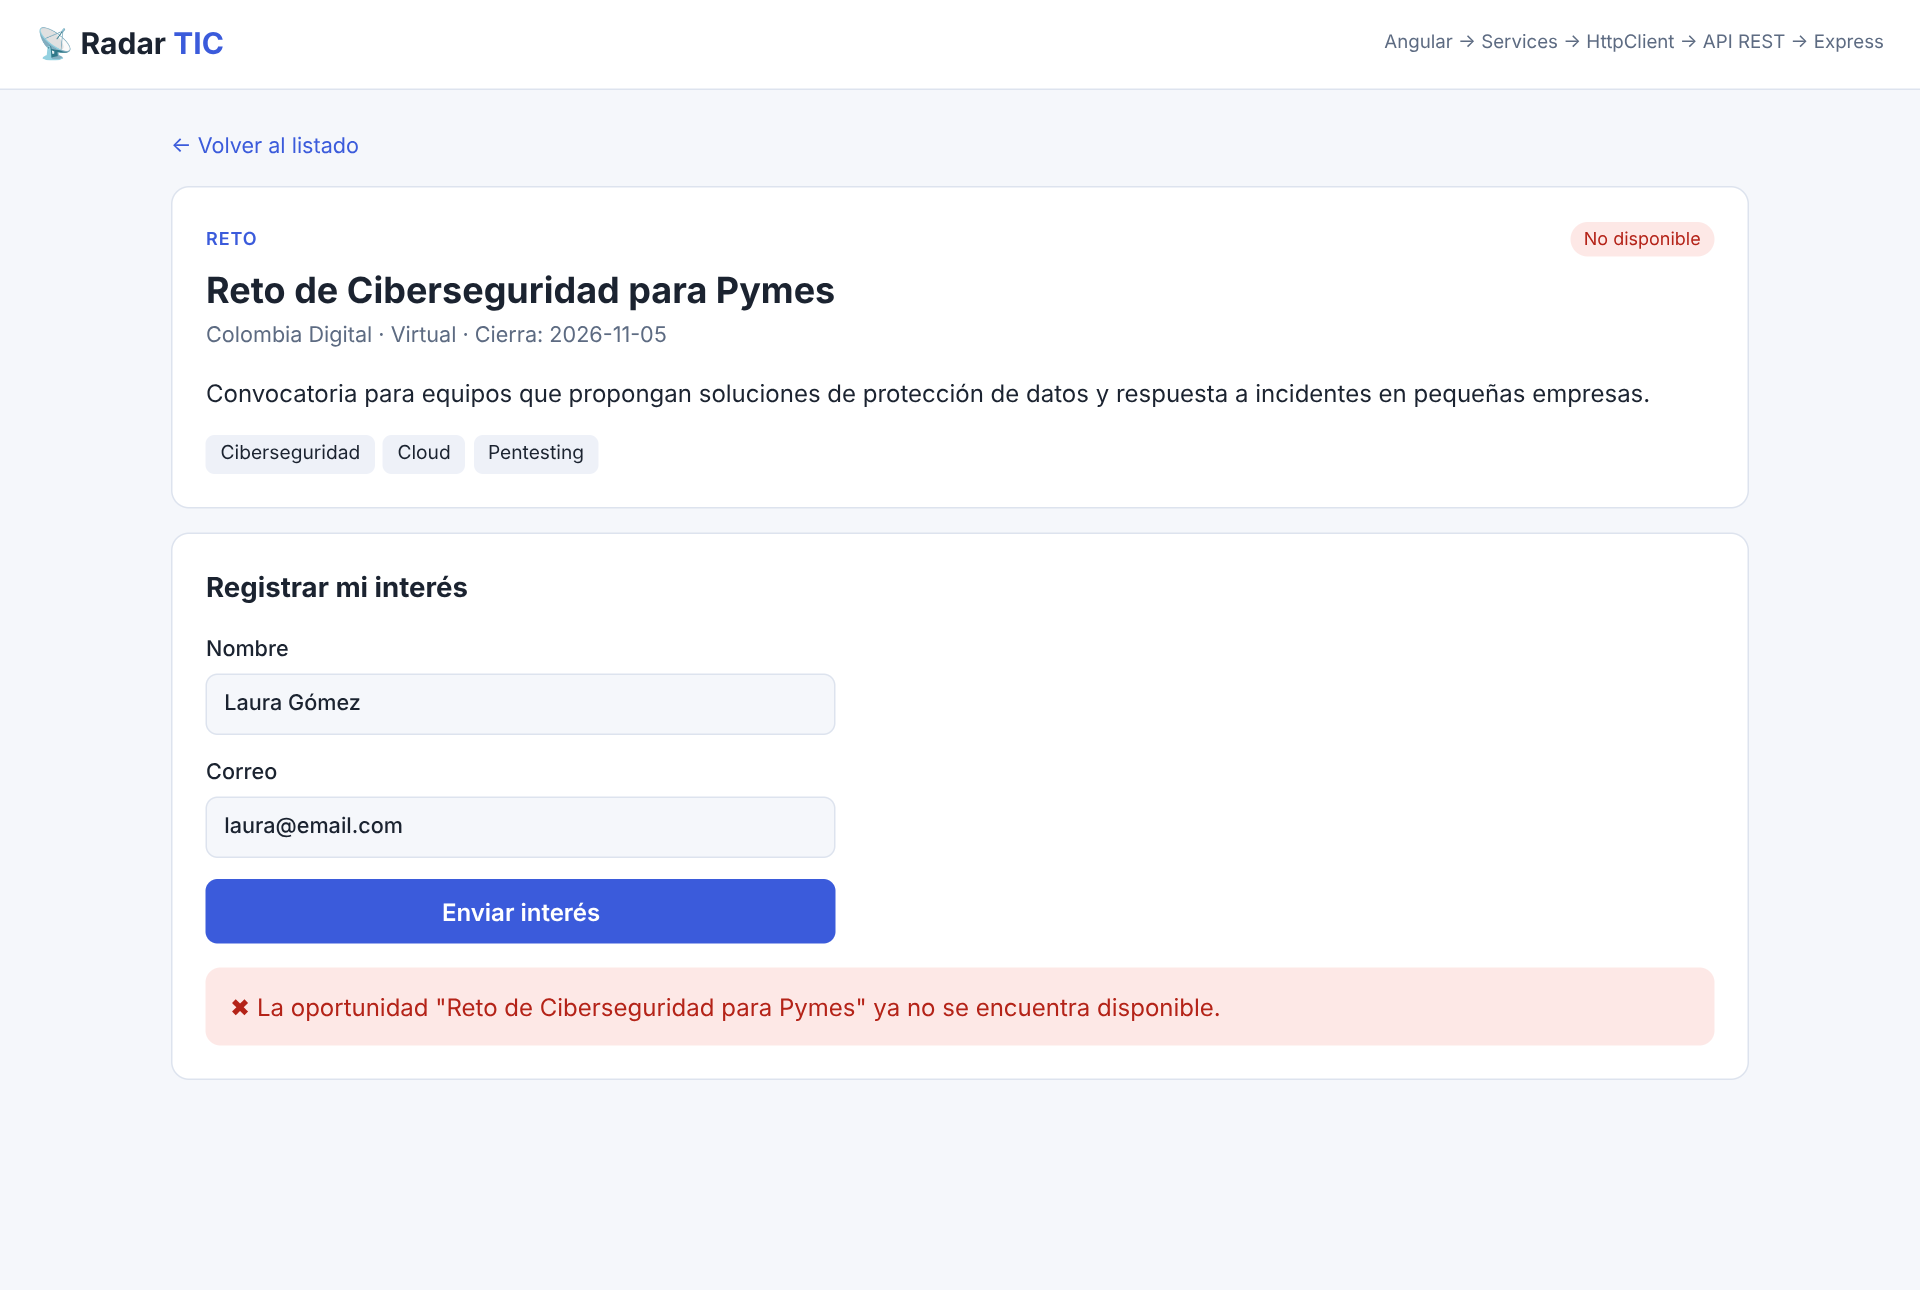 Radar TIC
Angular → Services → HttpClient → API REST → Express
← Volver al listado
RETO
No disponible
Reto de Ciberseguridad para Pymes
Colombia Digital · Virtual · Cierra: 2026-11-05
Convocatoria para equipos que propongan soluciones de protección de datos y respuesta a incidentes en pequeñas empresas.
Ciberseguridad
Cloud
Pentesting
Registrar mi interés
Nombre
Laura Gómez
Correo
laura@email.com
Enviar interés
✖ La oportunidad "Reto de Ciberseguridad para Pymes" ya no se encuentra disponible.